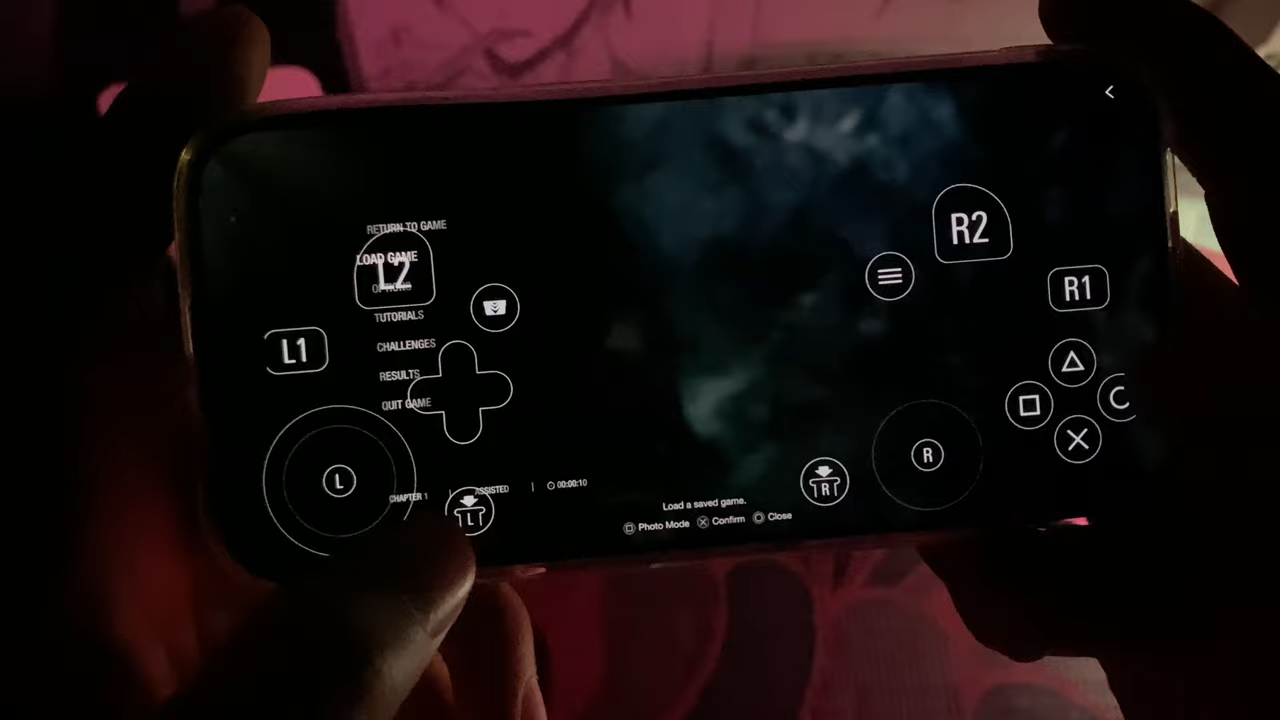 RETURN TO GAME
LOAD GAME
L2
OPTIONS
TUTORIALS
CHALLENGES
RESULTS
QUIT GAME
L1
L
CHAPTER 1 | ASSISTED | 00:00:10
L
R2
R1
R
R
Load a saved game.
Photo Mode Confirm Close